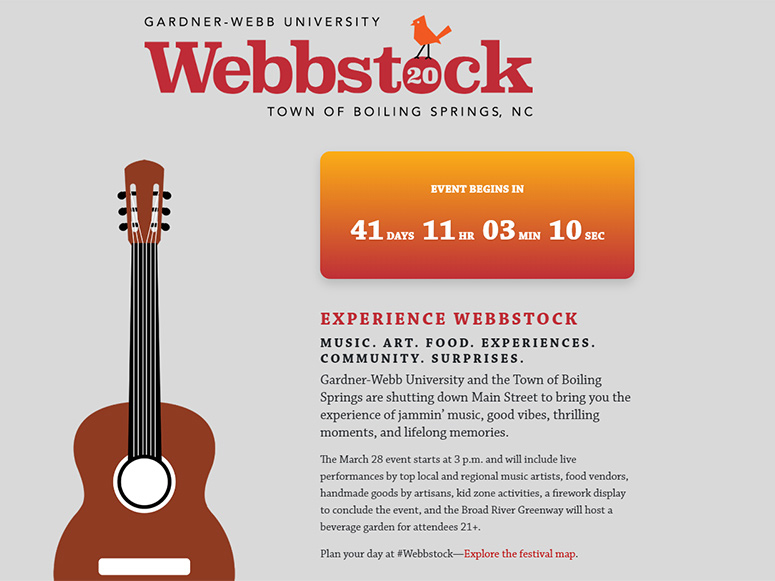 GARDNER-WEBB UNIVERSITY
Webbstock
20
TOWN OF BOILING SPRINGS, NC
EVENT BEGINS IN
41 DAYS 11 HR 03 MIN 10 SEC
EXPERIENCE WEBBSTOCK
MUSIC. ART. FOOD. EXPERIENCES.
COMMUNITY. SURPRISES.
Gardner-Webb University and the Town of Boiling
Springs are shutting down Main Street to bring you the
experience of jammin’ music, good vibes, thrilling
moments, and lifelong memories.
The March 28 event starts at 3 p.m. and will include live
performances by top local and regional music artists, food vendors,
handmade goods by artisans, kid zone activities, a firework display
to conclude the event, and the Broad River Greenway will host a
beverage garden for attendees 21+.
Plan your day at #Webbstock—Explore the festival map.